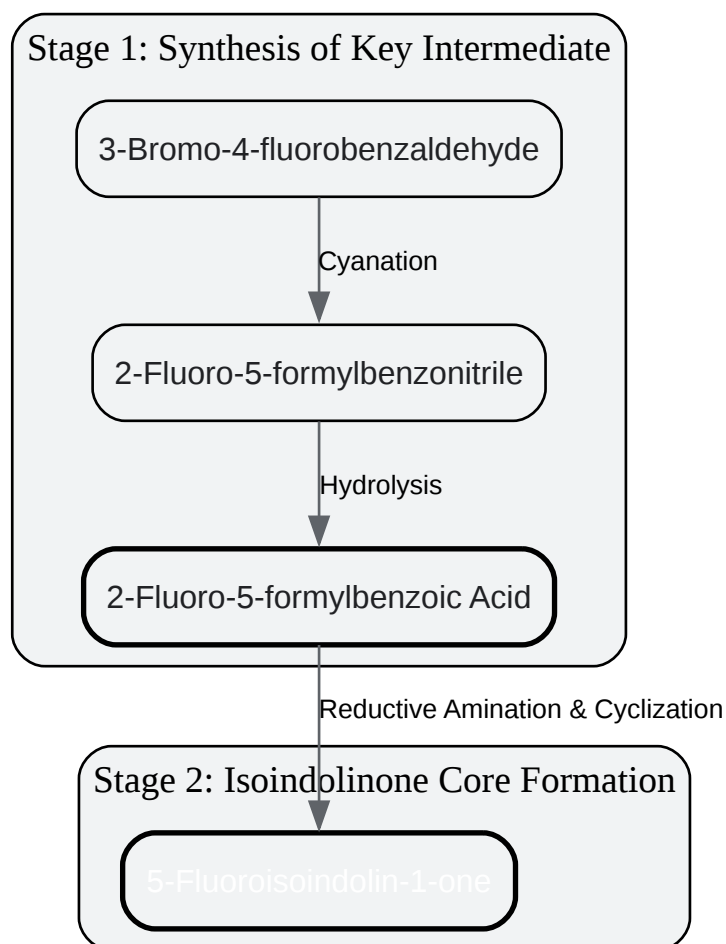 Stage 1: Synthesis of Key Intermediate
3-Bromo-4-fluorobenzaldehyde
Cyanation
2-Fluoro-5-formylbenzonitrile
Hydrolysis
2-Fluoro-5-formylbenzoic Acid
Reductive Amination & Cyclization
Stage 2: Isoindolinone Core Formation
5-Fluoroisoindolin-1-one